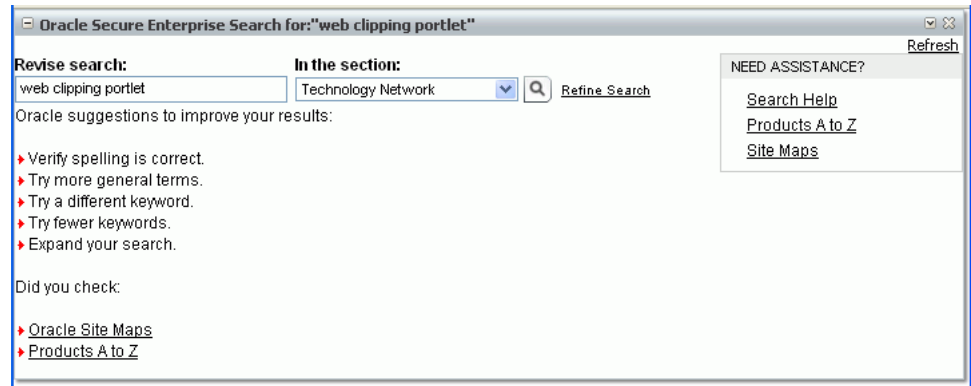 Oracle Secure Enterprise Search for:"web clipping portlet"
Refresh
Revise search:
In the section:
web clipping portlet
Technology Network
Refine Search
Oracle suggestions to improve your results:
Verify spelling is correct.
Try more general terms.
Try a different keyword.
Try fewer keywords.
Expand your search.
Did you check:
Oracle Site Maps
Products A to Z
NEED ASSISTANCE?
Search Help
Products A to Z
Site Maps